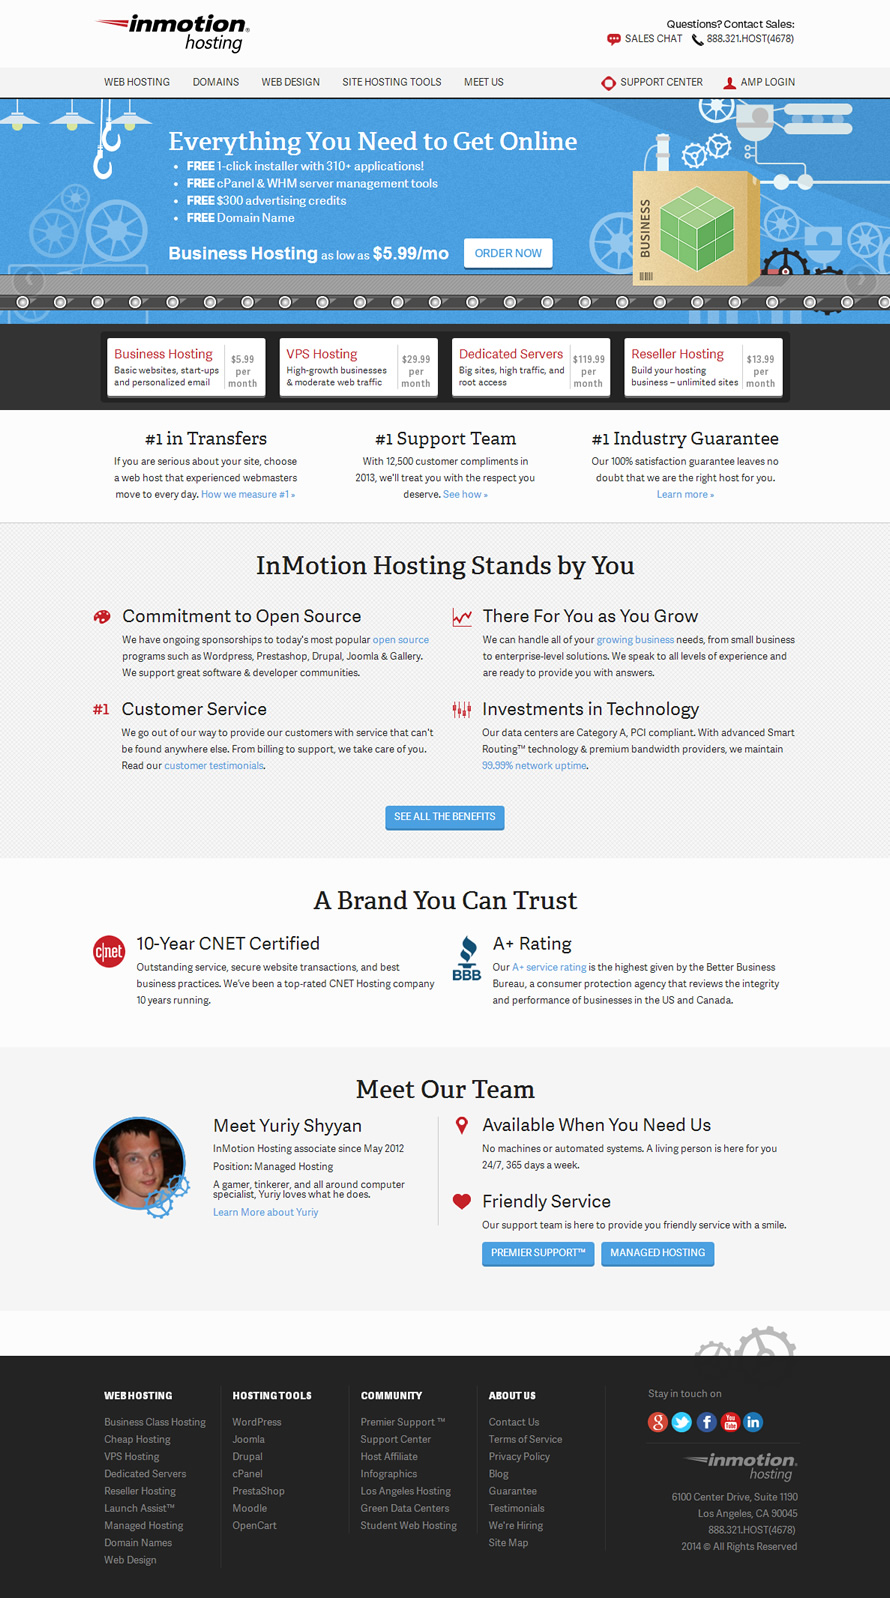 inmotion®
hosting
Questions? Contact Sales:
SALES CHAT 888.321.HOST(4678)
WEB HOSTING DOMAINS WEB DESIGN SITE HOSTING TOOLS MEET US SUPPORT CENTER AMP LOGIN
Everything You Need to Get Online
• FREE 1-click installer with 310+ applications!
• FREE cPanel & WHM server management tools
• FREE $300 advertising credits
• FREE Domain Name
Business Hosting as low as $5.99/mo ORDER NOW
BUSINESS
Business Hosting
Basic websites, start-ups
and personalized email
$5.99
per
month
VPS Hosting
High-growth businesses
& moderate web traffic
$29.99
per
month
Dedicated Servers
Big sites, high traffic, and
root access
$119.99
per
month
Reseller Hosting
Build your hosting
business – unlimited sites
$13.99
per
month
#1 in Transfers
If you are serious about your site, choose
a web host that experienced webmasters
move to every day. How we measure #1 »
#1 Support Team
With 12,500 customer compliments in
2013, we'll treat you with the respect you
deserve. See how »
#1 Industry Guarantee
Our 100% satisfaction guarantee leaves no
doubt that we are the right host for you.
Learn more »
InMotion Hosting Stands by You
Commitment to Open Source
We have ongoing sponsorships to today's most popular open source
programs such as Wordpress, Prestashop, Drupal, Joomla & Gallery.
We support great software & developer communities.
There For You as You Grow
We can handle all of your growing business needs, from small business
to enterprise-level solutions. We speak to all levels of experience and
are ready to provide you with answers.
#1 Customer Service
We go out of our way to provide our customers with service that can't
be found anywhere else. From billing to support, we take care of you.
Read our customer testimonials.
Investments in Technology
Our data centers are Category A, PCI compliant. With advanced Smart
Routing™ technology & premium bandwidth providers, we maintain
99.99% network uptime.
SEE ALL THE BENEFITS
A Brand You Can Trust
c|net
10-Year CNET Certified
Outstanding service, secure website transactions, and best
business practices. We've been a top-rated CNET Hosting company
10 years running.
BBB
A+ Rating
Our A+ service rating is the highest given by the Better Business
Bureau, a consumer protection agency that reviews the integrity
and performance of businesses in the US and Canada.
Meet Our Team
Meet Yuriy Shyyan
InMotion Hosting associate since May 2012
Position: Managed Hosting
A gamer, tinkerer, and all around computer
specialist, Yuriy loves what he does.
Learn More about Yuriy
Available When You Need Us
No machines or automated systems. A living person is here for you
24/7, 365 days a week.
Friendly Service
Our support team is here to provide you friendly service with a smile.
PREMIER SUPPORT™ MANAGED HOSTING
WEB HOSTING
Business Class Hosting
Cheap Hosting
VPS Hosting
Dedicated Servers
Reseller Hosting
Launch Assist™
Managed Hosting
Domain Names
Web Design
HOSTING TOOLS
WordPress
Joomla
Drupal
cPanel
PrestaShop
Moodle
OpenCart
COMMUNITY
Premier Support ™
Support Center
Host Affiliate
Infographics
Los Angeles Hosting
Green Data Centers
Student Web Hosting
ABOUT US
Contact Us
Terms of Service
Privacy Policy
Blog
Guarantee
Testimonials
We're Hiring
Site Map
Stay in touch on
g f You Tube in
inmotion®
hosting
6100 Center Drive, Suite 1190
Los Angeles, CA 90045
888.321.HOST(4678)
2014 © All Rights Reserved